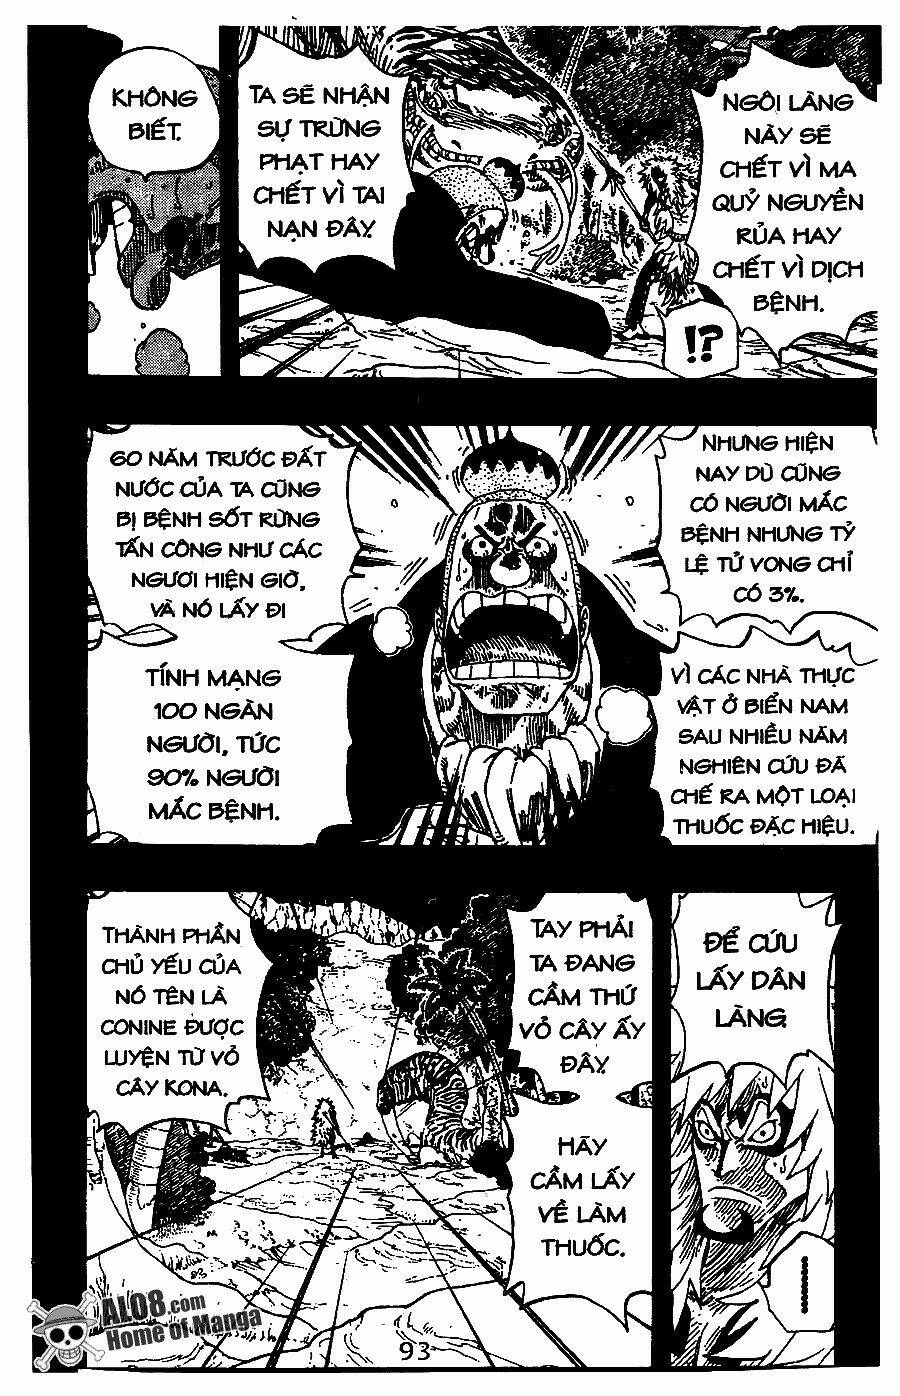 NGÔI LÀNG
NÀY SẼ
CHẾT VÌ MA
QUỶ NGUYỀN
RỦA HAY
CHẾT VÌ DỊCH
BỆNH.
!?
TA SẼ NHẬN
SỰ TRỪNG
PHẠT HAY
CHẾT VÌ TAI
NẠN ĐÂY.
KHÔNG
BIẾT.
NHƯNG HIỆN
NAY DÙ CŨNG
CÓ NGƯỜI MẮC
BỆNH NHƯNG TỶ
LỆ TỬ VONG CHỈ
CÓ 3%.
VÌ CÁC NHÀ THỰC
VẬT Ở BIỂN NAM
SAU NHIỀU NĂM
NGHIÊN CỨU ĐÃ
CHẾ RA MỘT LOẠI
THUỐC ĐẶC HIỆU.
60 NĂM TRƯỚC ĐẤT
NƯỚC CỦA TA CŨNG
BỊ BỆNH SỐT RỪNG
TẤN CÔNG NHƯ CÁC
NGƯƠI HIỆN GIỜ,
VÀ NÓ LẤY ĐI
TÍNH MẠNG
100 NGÀN
NGƯỜI, TỨC
90% NGƯỜI
MẮC BỆNH.
ĐỂ CỨU
LẤY DÂN
LÀNG.
..........
TAY PHẢI
TA ĐANG
CẦM THỨ
VỎ CÂY ẤY
ĐÂY.
HÃY
CẦM LẤY
VỀ LÀM
THUỐC.
THÀNH PHẦN
CHỦ YẾU CỦA
NÓ TÊN LÀ
CONINE ĐƯỢC
LUYỆN TỪ VỎ
CÂY KONA.
93
ALO8.com
Home of Manga